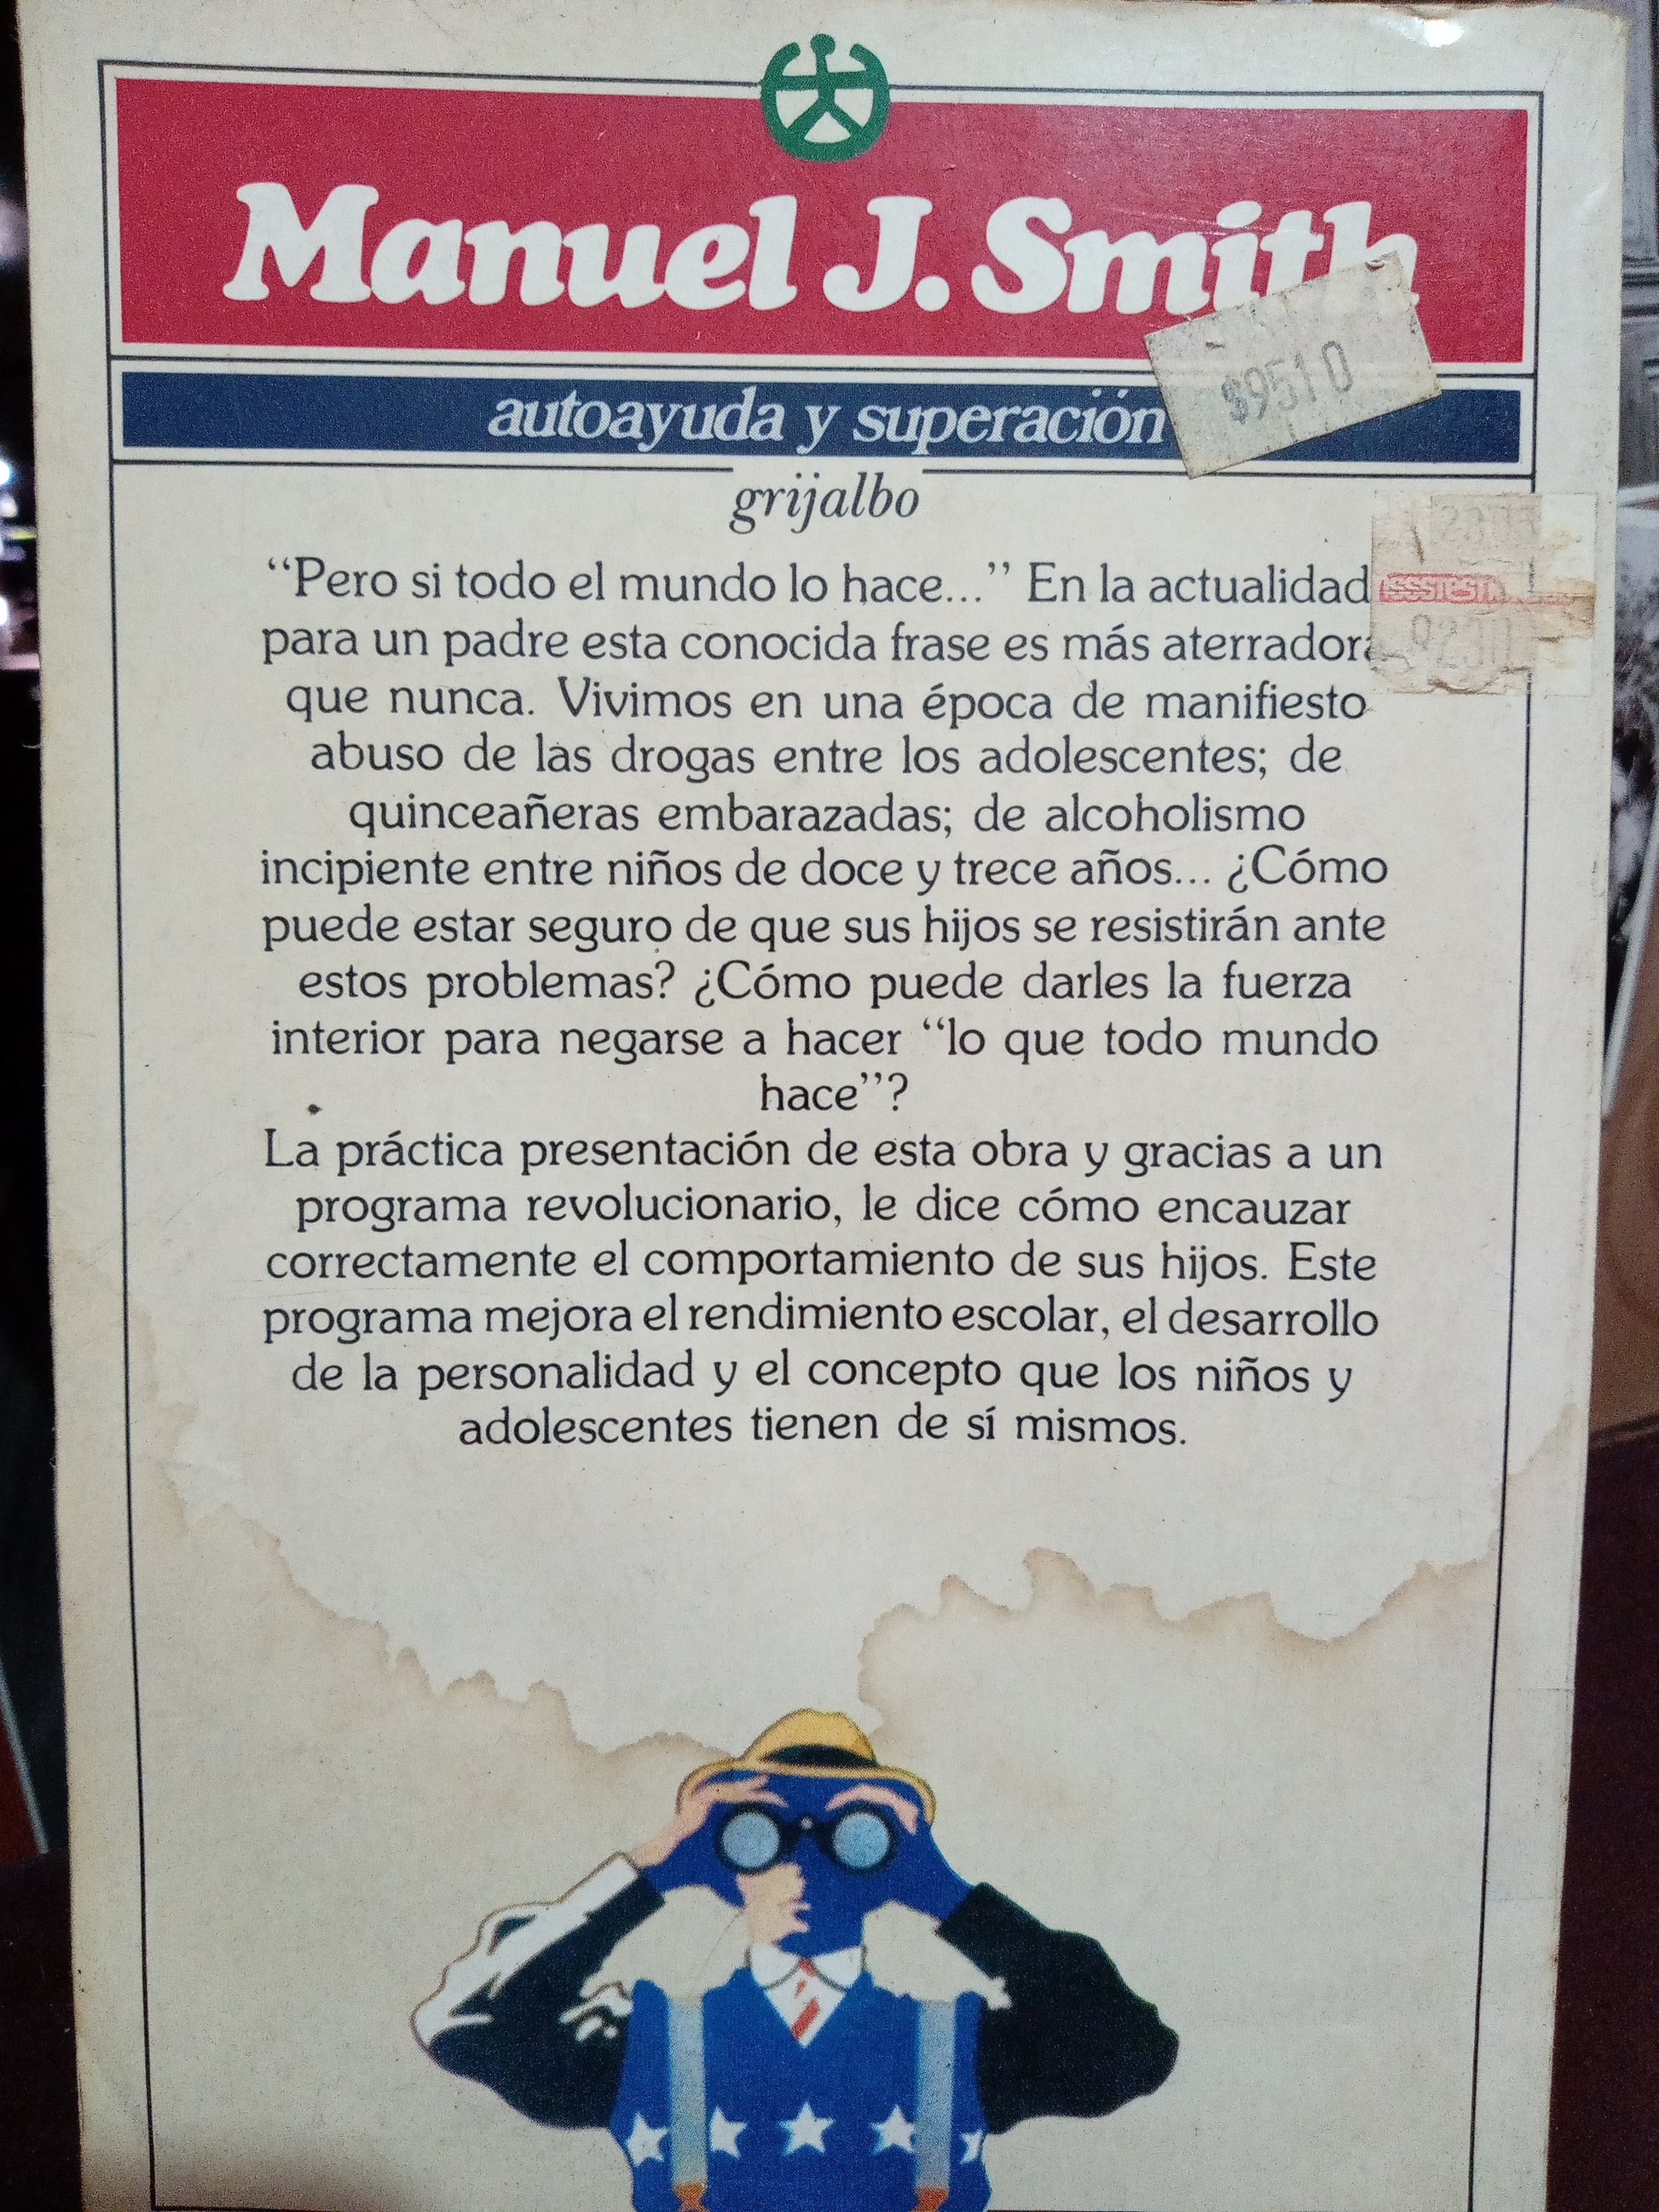 Manuel J. Smith
$9510
autoayuda y superación
grijalbo
"Pero si todo el mundo lo hace..." En la actualidad
para un padre esta conocida frase es más aterradora
que nunca. Vivimos en una época de manifiesto
abuso de las drogas entre los adolescentes; de
quinceañeras embarazadas; de alcoholismo
incipiente entre niños de doce y trece años... ¿Cómo
puede estar seguro de que sus hijos se resistirán ante
estos problemas? ¿Cómo puede darles la fuerza
interior para negarse a hacer "lo que todo mundo
hace"?
La práctica presentación de esta obra y gracias a un
programa revolucionario, le dice cómo encauzar
correctamente el comportamiento de sus hijos. Este
programa mejora el rendimiento escolar, el desarrollo
de la personalidad y el concepto que los niños y
adolescentes tienen de sí mismos.